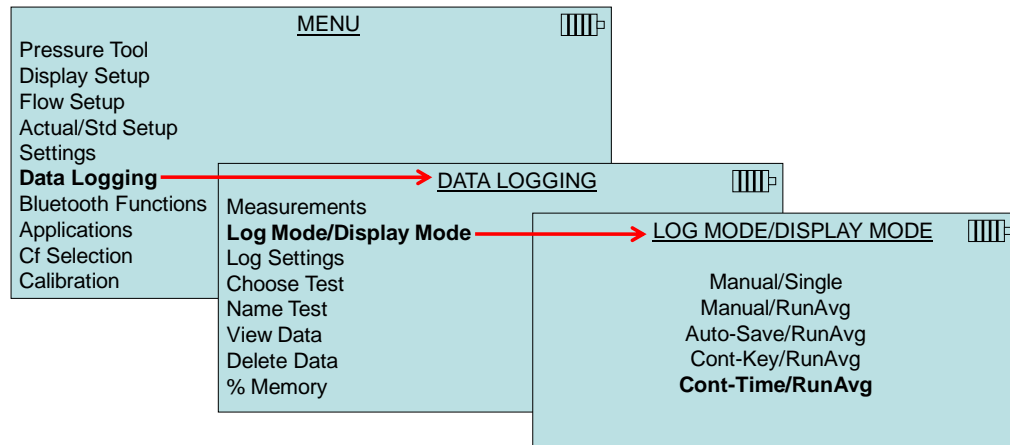 MENU
Pressure Tool
Display Setup
Flow Setup
Actual/Std Setup
Settings
Data Logging
Bluetooth Functions
Applications
Cf Selection
Calibration
DATA LOGGING
Measurements
Log Mode/Display Mode
Log Settings
Choose Test
Name Test
View Data
Delete Data
% Memory
LOG MODE/DISPLAY MODE
Manual/Single
Manual/RunAvg
Auto-Save/RunAvg
Cont-Key/RunAvg
Cont-Time/RunAvg